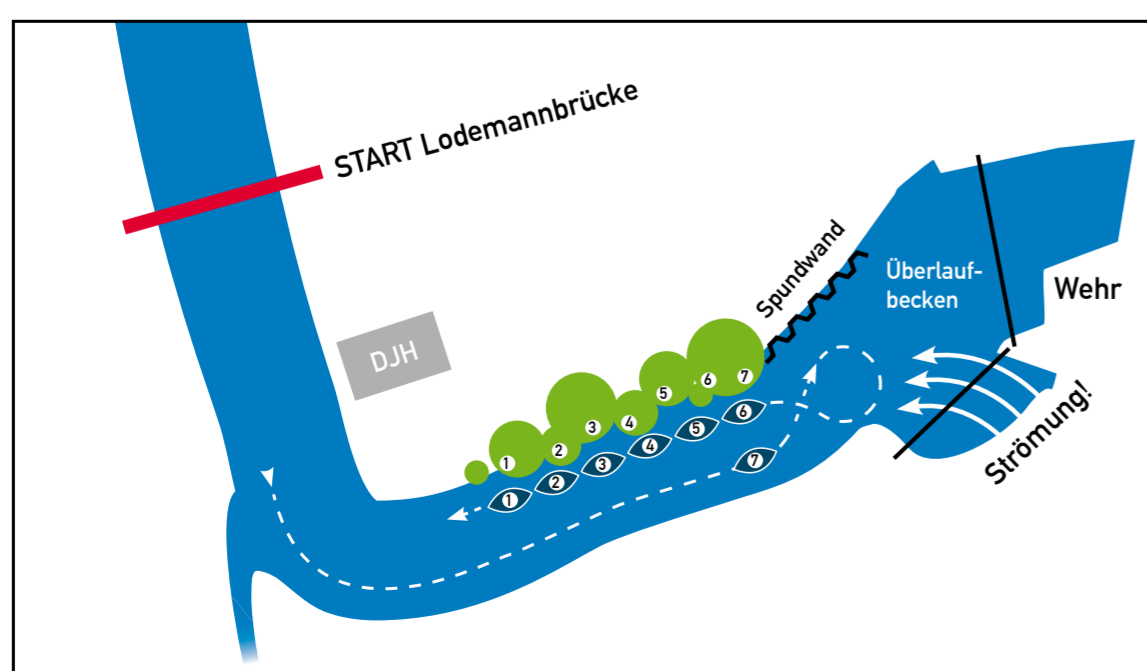 START Lodemannbrücke
DJH
Spundwand
Überlauf-
becken
Wehr
Strömung!
1
2
3
4
5
6
7
1
2
3
4
5
6
7